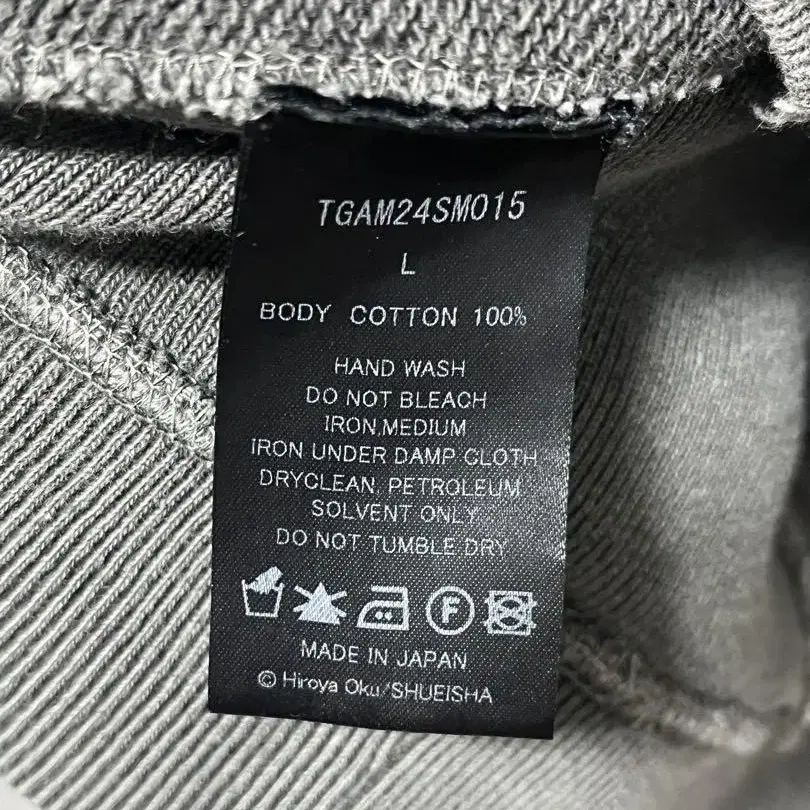 TGAM24SM015
L
BODY COTTON 100%
HAND WASH
DO NOT BLEACH
IRON,MEDIUM
IRON UNDER DAMP CLOTH
DRYCLEAN, PETROLEUM
SOLVENT ONLY
DO NOT TUMBLE DRY
F
MADE IN JAPAN
© Hiroya Oku/SHUEISHA